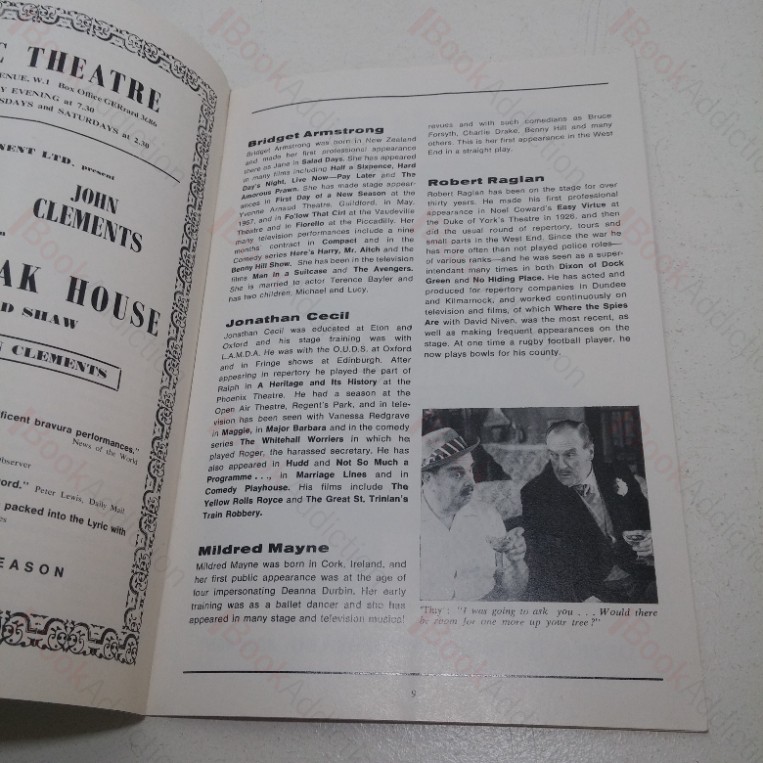 THEATRE
ENUE, W.1 Box Office GERrard 3686
Y EVENING at 7.30
SDAYS and SATURDAYS at 2.30
NENT LTD. present
JOHN
CLEMENTS
AK HOUSE
D SHAW
N CLEMENTS
ficent bravura performances."
News of the World
Observer
ford." Peter Lewis, Daily Mail
packed into the Lyric with
es
EASON
Bridget Armstrong
Bridget Armstrong was born in New Zealand
and made her first professional appearance
there as Jane in Salad Days. She has appeared
in many films including Half a Sixpence, Hard
Day's Night, Live Now—Pay Later and The
Amorous Prawn. She has made stage appear-
ances in First Day of a New Season at the
Yvonne Arnaud Theatre, Guildford, in May,
1967, and in Follow That Girl at the Vaudeville
Theatre and in Fiorello at the Piccadilly. Her
many television performances include a nine
months' contract in Compact and in the
Comedy series Here's Harry, Mr. Aitch and the
Benny Hill Show. She has been in the television
films Man in a Suitcase and The Avengers.
She is married to actor Terence Bayler and
has two children, Michael and Lucy.
Jonathan Cecil
Jonathan Cecil was educated at Eton and
Oxford and his stage training was with
L.A.M.D.A. He was with the O.U.D.S. at Oxford
and in Fringe shows at Edinburgh. After
appearing in repertory he played the part of
Ralph in A Heritage and Its History at the
Phoenix Theatre. He had a season at the
Open Air Theatre, Regent's Park, and in tele-
vision has been seen with Vanessa Redgrave
in Maggie, in Major Barbara and in the comedy
series The Whitehall Worriers in which he
played Roger, the harassed secretary. He has
also appeared in Hudd and Not So Much a
Programme . . ., in Marriage Lines and in
Comedy Playhouse. His films include The
Yellow Rolls Royce and The Great St. Trinian's
Train Robbery.
Mildred Mayne
Mildred Mayne was born in Cork, Ireland, and
her first public appearance was at the age of
four impersonating Deanna Durbin. Her early
training was as a ballet dancer and she has
appeared in many stage and television musical
revues and with such comedians as Bruce
Forsyth, Charlie Drake, Benny Hill and many
others. This is her first appearance in the West
End in a straight play.
Robert Raglan
Robert Raglan has been on the stage for over
thirty years. He made his first professional
appearance in Noel Coward's Easy Virtue at
the Duke of York's Theatre in 1926, and then
did the usual round of repertory, tours and
small parts in the West End. Since the war he
has more often than not played police roles—
of various ranks—and he was seen as a super-
intendant many times in both Dixon of Dock
Green and No Hiding Place. He has acted and
produced for repertory companies in Dundee
and Kilmarnock, and worked continuously on
television and films, of which Where the Spies
Are with David Niven, was the most recent, as
well as making frequent appearances on the
stage. At one time a rugby football player, he
now plays bowls for his county.
"I was going to ask you . . . Would there
be room for one more up your tree?"
9
BookAddiction